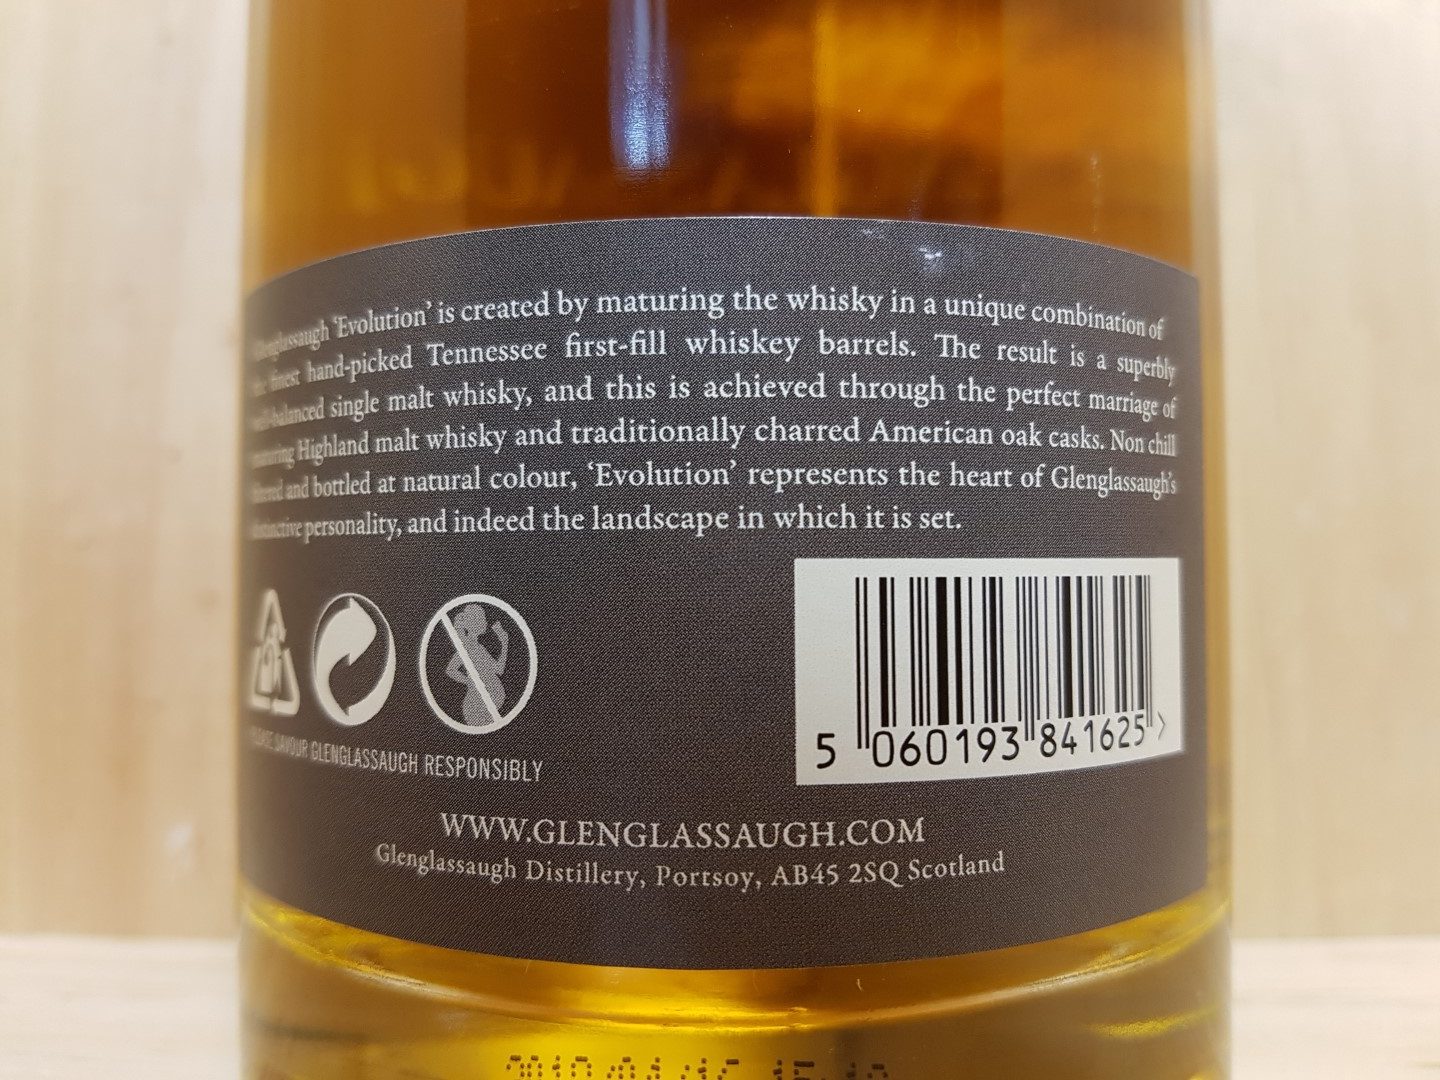 Glenglassaugh ‘Evolution’ is created by maturing the whisky in a unique combination of
the finest hand-picked Tennessee first-fill whiskey barrels. The result is a superbly
well-balanced single malt whisky, and this is achieved through the perfect marriage of
maturing Highland malt whisky and traditionally charred American oak casks. Non chill
filtered and bottled at natural colour, ‘Evolution’ represents the heart of Glenglassaugh's
distinctive personality, and indeed the landscape in which it is set.
PLEASE SAVOUR GLENGLASSAUGH RESPONSIBLY
5 060193 841625 >
WWW.GLENGLASSAUGH.COM
Glenglassaugh Distillery, Portsoy, AB45 2SQ Scotland